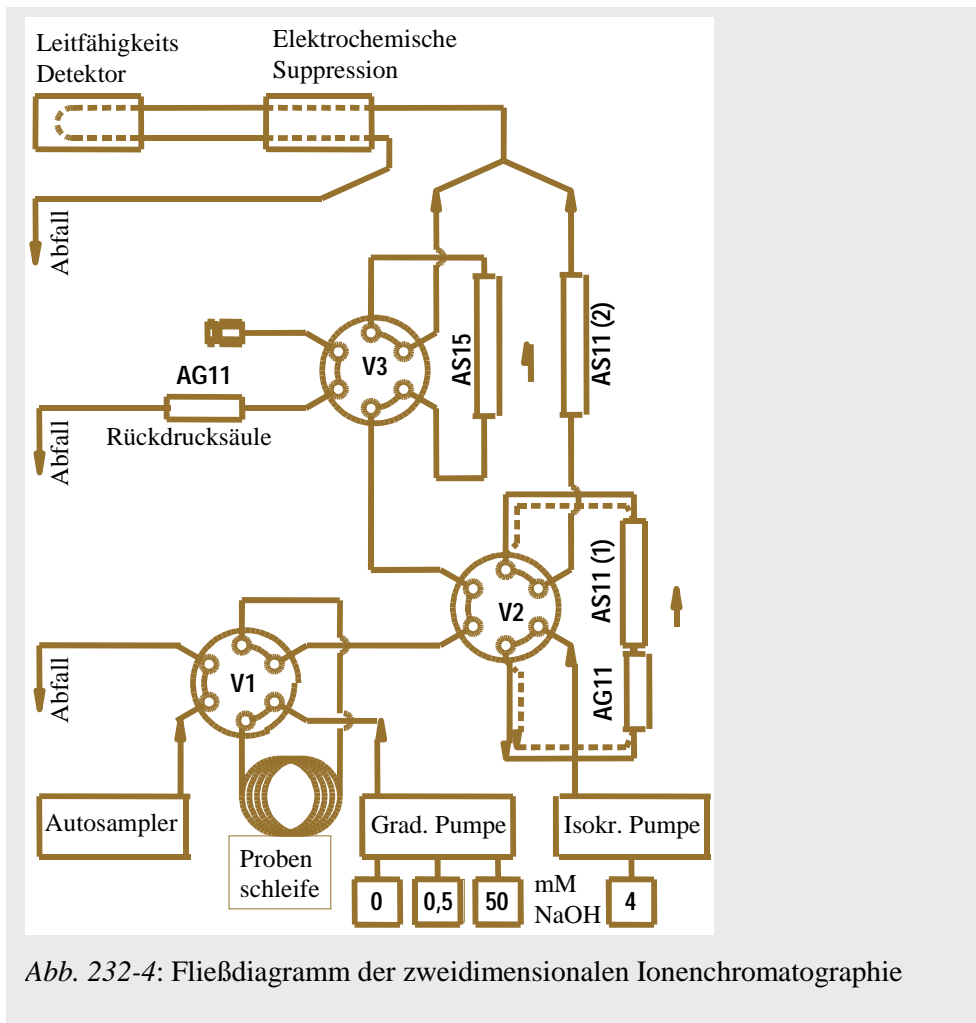 Leitfähigkeits
Detektor
Elektrochemische
Suppression
Abfall
AG11
Rückdrucksäule
Abfall
V3
AS15
AS11 (2)
V2
AS11 (1)
AG11
Abfall
V1
Autosampler
Proben
schleife
Grad. Pumpe
Isokr. Pumpe
0
0,5
50
mM
NaOH
4
Abb. 232-4: Fließdiagramm der zweidimensionalen Ionenchromatographie